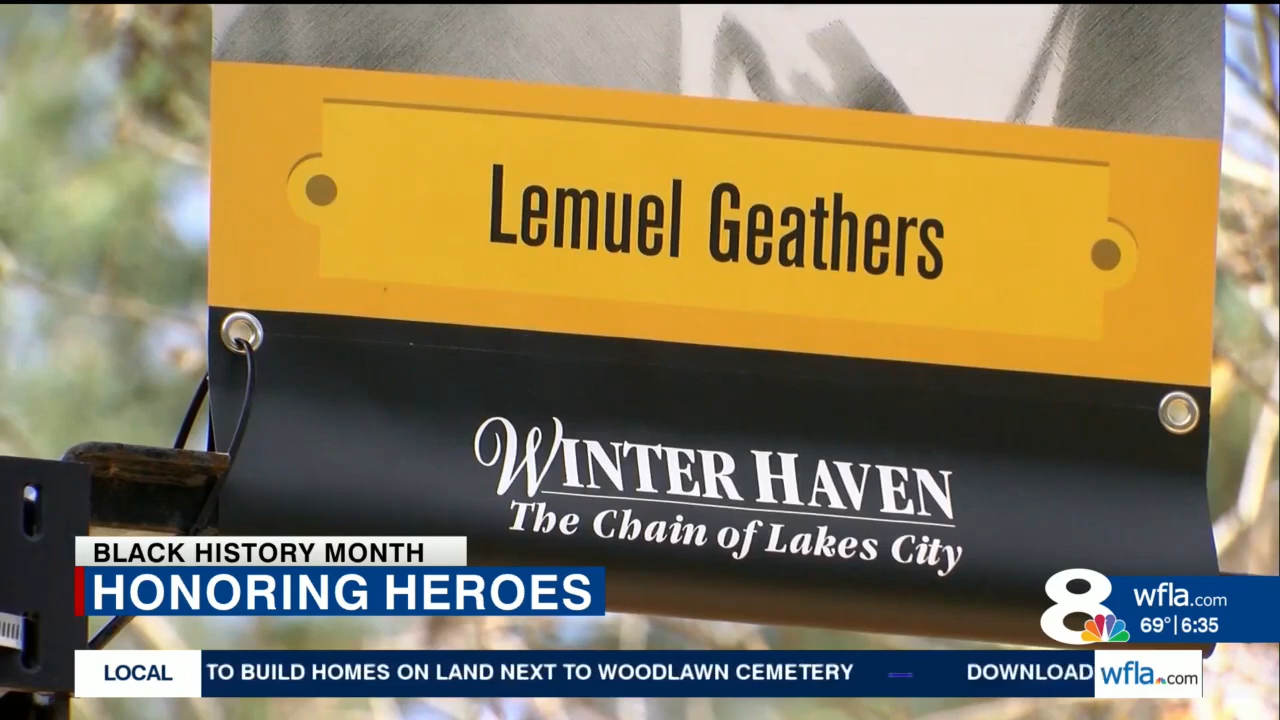 Lemuel Geathers
WINTER HAVEN
The Chain of Lakes City
BLACK HISTORY MONTH
HONORING HEROES
8 wfla.com
69° | 6:35
LOCAL TO BUILD HOMES ON LAND NEXT TO WOODLAWN CEMETERY — DOWNLOAD wfla.com